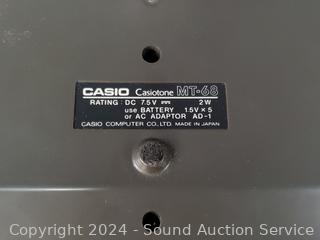 CASIO Casiotone MT-68
RATING: DC 7.5V ⎓ 2W
use BATTERY 1.5V × 5
or AC ADAPTOR AD-1
CASIO COMPUTER CO., LTD. MADE IN JAPAN
Copyright 2024 - Sound Auction Service